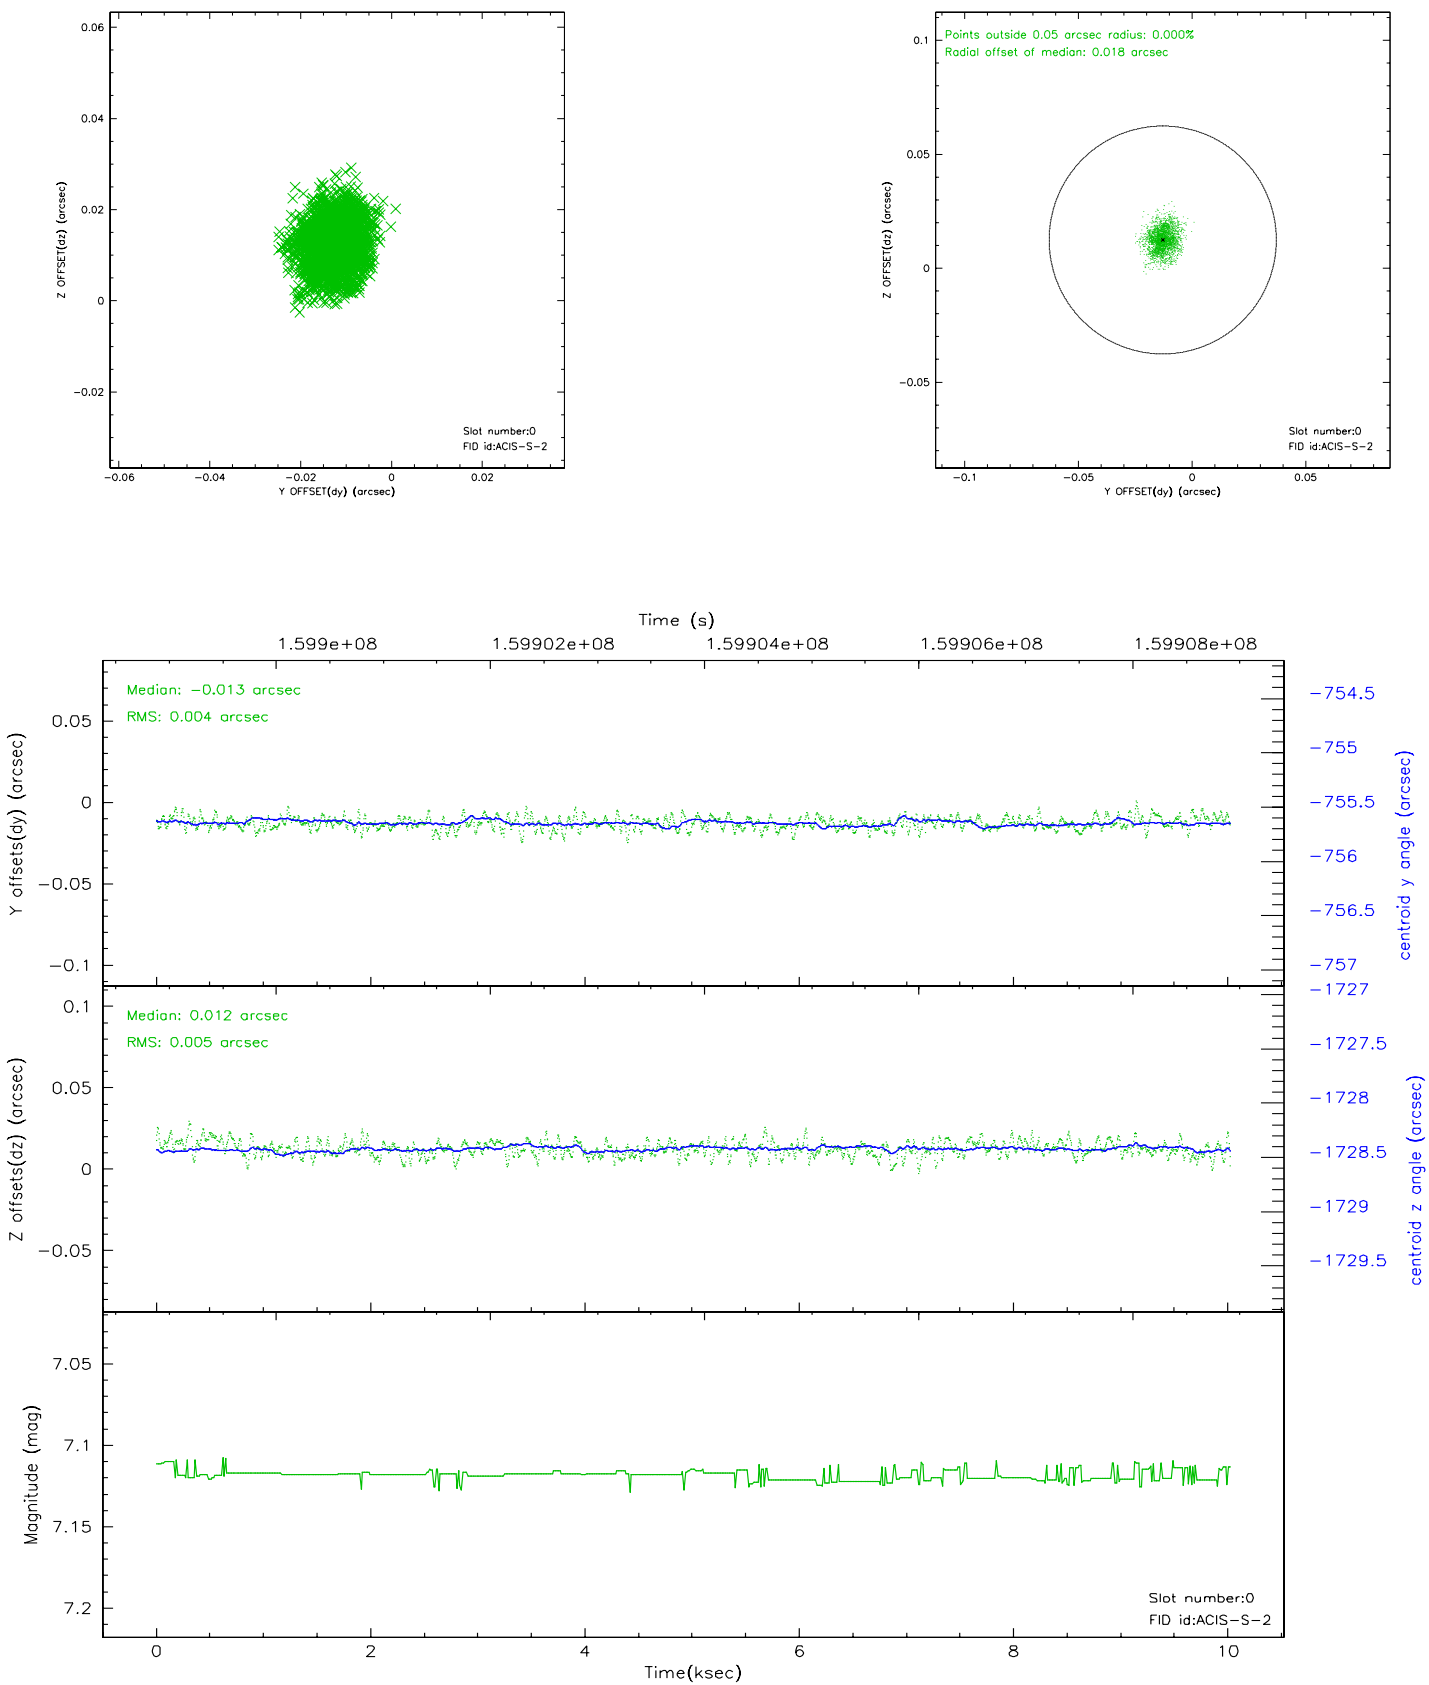 0.06
0.04
0.02
0
−0.02
Z OFFSET(dz) (arcsec)
−0.06
−0.04
−0.02
0
0.02
Y OFFSET(dy) (arcsec)
Slot number:0
FID id:ACIS−S−2
Points outside 0.05 arcsec radius: 0.000%
Radial offset of median: 0.018 arcsec
0.1
0.05
0
−0.05
Z OFFSET(dz) (arcsec)
−0.1
−0.05
0
0.05
Y OFFSET(dy) (arcsec)
Slot number:0
FID id:ACIS−S−2
Time (s)
1.599e+08
1.59902e+08
1.59904e+08
1.59906e+08
1.59908e+08
Median: −0.013 arcsec
RMS: 0.004 arcsec
0.05
0
−0.05
−0.1
Y offsets(dy) (arcsec)
−754.5
−755
−755.5
−756
−756.5
−757
centroid y angle (arcsec)
Median: 0.012 arcsec
RMS: 0.005 arcsec
0.1
0.05
0
−0.05
Z offsets(dz) (arcsec)
−1727
−1727.5
−1728
−1728.5
−1729
−1729.5
centroid z angle (arcsec)
7.05
7.1
7.15
7.2
Magnitude (mag)
Slot number:0
FID id:ACIS−S−2
0
2
4
6
8
10
Time(ksec)